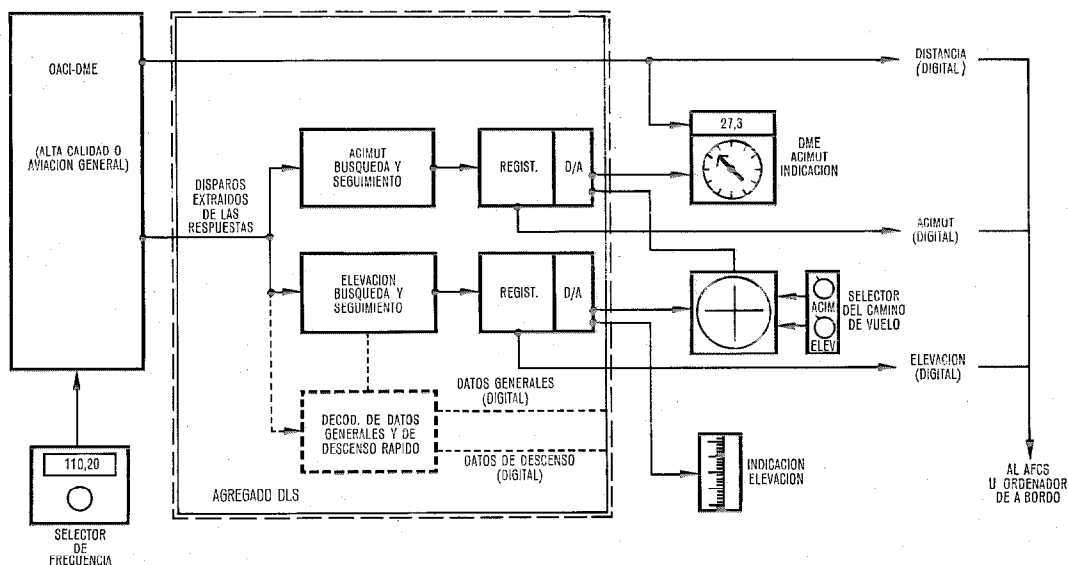 OACI-DME
(ALTA CALIDAD O
AVIACION GENERAL)
DISPAROS
EXTRAIDOS
DE LAS
RESPUESTAS
ACIMUT
BUSQUEDA Y
SEGUIMIENTO
REGIST.
D/A
ELEVACION
BUSQUEDA Y
SEGUIMIENTO
REGIST.
D/A
DECOD. DE DATOS
GENERALES Y DE
DESCENSO RAPIDO
DATOS GENERALES
(DIGITAL)
DATOS DE DESCENSO
(DIGITAL)
AGREGADO DLS
110,20
SELECTOR
DE
FRECUENCIA
DISTANCIA
(DIGITAL)
27,3
DME
ACIMUT
INDICACION
ACIMUT
(DIGITAL)
ACIM.
ELEV
SELECTOR
DEL CAMINO
DE VUELO
ELEVACION
(DIGITAL)
INDICACION
ELEVACION
AL AFCS
U ORDENADOR
DE A BORDO